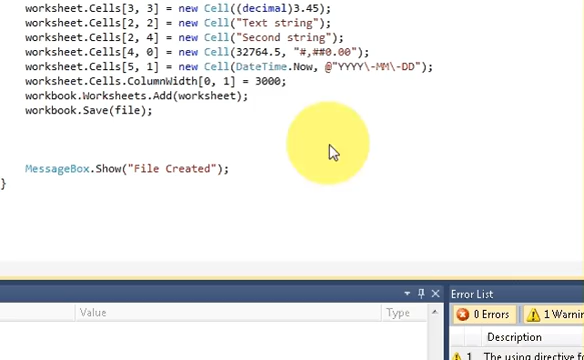 worksheet.Cells[3, 3] = new Cell((decimal)3.45);
worksheet.Cells[2, 2] = new Cell("Text string");
worksheet.Cells[2, 4] = new Cell("Second string");
worksheet.Cells[4, 0] = new Cell(32764.5, "#,##0.00");
worksheet.Cells[5, 1] = new Cell(DateTime.Now, @"YYYY\-MM\-DD");
worksheet.Cells.ColumnWidth[0, 1] = 3000;
workbook.Worksheets.Add(worksheet);
workbook.Save(file);
MessageBox.Show("File Created");
}
Error List
Value
Type
0 Errors
1 Warnin
Description
1 The using directive f